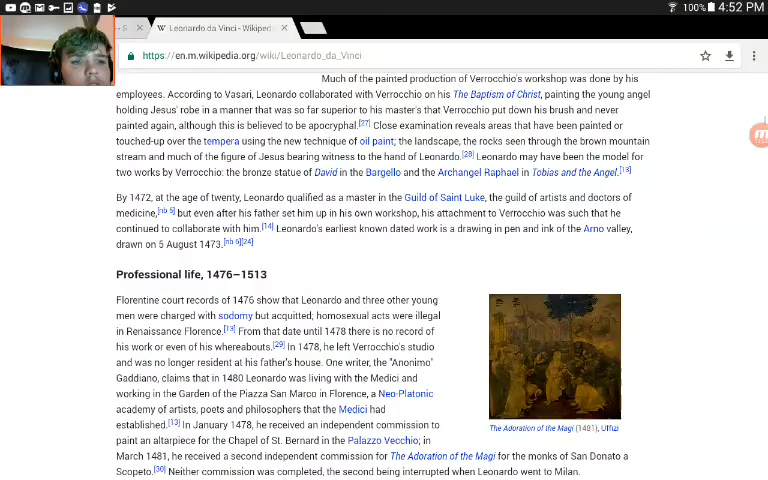 100% 4:52 PM
- S × W Leonardo da Vinci - Wikiped ×
https://en.m.wikipedia.org/wiki/Leonardo_da_Vinci
Much of the painted production of Verrocchio's workshop was done by his
employees. According to Vasari, Leonardo collaborated with Verrocchio on his The Baptism of Christ, painting the young angel
holding Jesus' robe in a manner that was so far superior to his master's that Verrocchio put down his brush and never
painted again, although this is believed to be apocryphal.[27] Close examination reveals areas that have been painted or
touched-up over the tempera using the new technique of oil paint; the landscape, the rocks seen through the brown mountain
stream and much of the figure of Jesus bearing witness to the hand of Leonardo.[28] Leonardo may have been the model for
two works by Verrocchio: the bronze statue of David in the Bargello and the Archangel Raphael in Tobias and the Angel.[13]
By 1472, at the age of twenty, Leonardo qualified as a master in the Guild of Saint Luke, the guild of artists and doctors of
medicine,[nb 5] but even after his father set him up in his own workshop, his attachment to Verrocchio was such that he
continued to collaborate with him.[14] Leonardo's earliest known dated work is a drawing in pen and ink of the Arno valley,
drawn on 5 August 1473.[nb 6][24]
Professional life, 1476–1513
Florentine court records of 1476 show that Leonardo and three other young
men were charged with sodomy but acquitted; homosexual acts were illegal
in Renaissance Florence.[13] From that date until 1478 there is no record of
his work or even of his whereabouts.[29] In 1478, he left Verrocchio's studio
and was no longer resident at his father's house. One writer, the "Anonimo"
Gaddiano, claims that in 1480 Leonardo was living with the Medici and
working in the Garden of the Piazza San Marco in Florence, a Neo-Platonic
academy of artists, poets and philosophers that the Medici had
established.[13] In January 1478, he received an independent commission to
paint an altarpiece for the Chapel of St. Bernard in the Palazzo Vecchio; in
The Adoration of the Magi (1481), Uffizi
March 1481, he received a second independent commission for The Adoration of the Magi for the monks of San Donato a
Scopeto.[30] Neither commission was completed, the second being interrupted when Leonardo went to Milan.